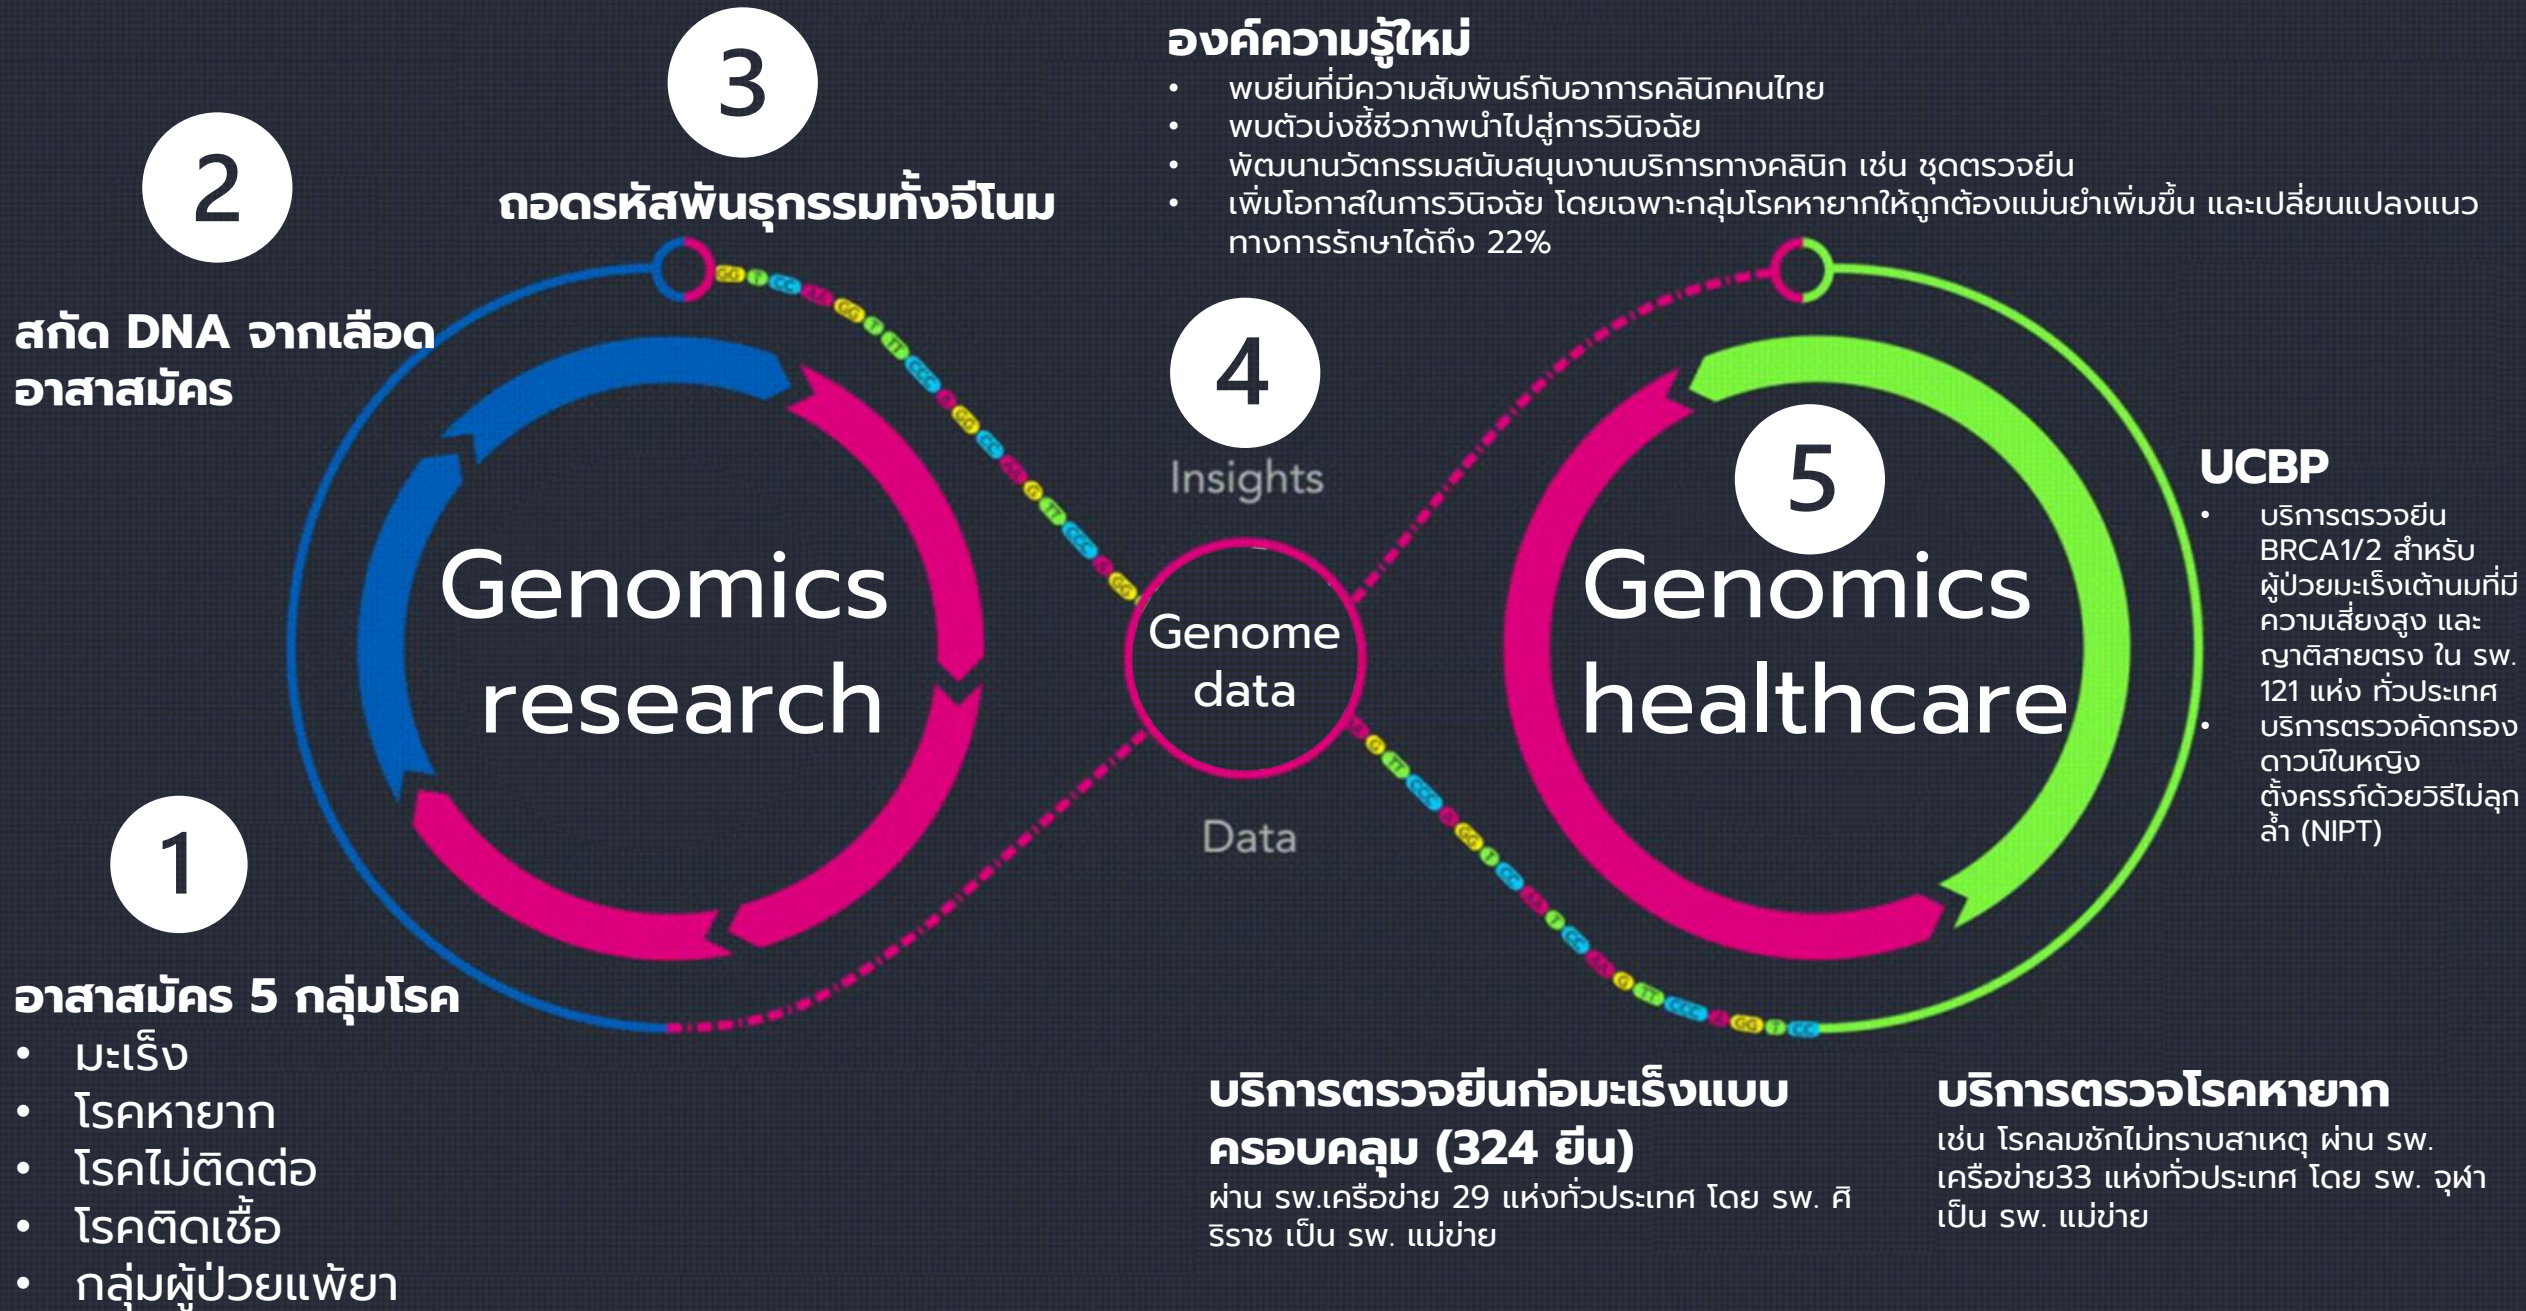 3
ถอดรหัสพันธุกรรมทั้งจีโนม
2
สกัด DNA จากเลือด
อาสาสมัคร
องค์ความรู้ใหม่
• พบยีนที่มีความสัมพันธ์กับอาการคลินิกคนไทย
• พบตัวบ่งชี้ชีวภาพนำไปสู่การวินิจฉัย
• พัฒนานวัตกรรมสนับสนุนงานบริการทางคลินิก เช่น ชุดตรวจยีน
• เพิ่มโอกาสในการวินิจฉัย โดยเฉพาะกลุ่มโรคหายากให้ถูกต้องแม่นยำเพิ่มขึ้น และเปลี่ยนแปลงแนว
ทางการรักษาได้ถึง 22%
GG T CC AA GG T TT CCC A GG CC AA G TT CCC A GG
4
Insights
Genomics
research
Genome
data
Data
5
Genomics
healthcare
G TT CCC A GG T CC AA T CC AA G TT CCC A GG T CC
UCBP
• บริการตรวจยีน
BRCA1/2 สำหรับ
ผู้ป่วยมะเร็งเต้านมที่มี
ความเสี่ยงสูง และ
ญาติสายตรง ใน รพ.
121 แห่ง ทั่วประเทศ
• บริการตรวจคัดกรอง
ดาวน์ในหญิง
ตั้งครรภ์ด้วยวิธีไม่ลุก
ล้ำ (NIPT)
1
อาสาสมัคร 5 กลุ่มโรค
• มะเร็ง
• โรคหายาก
• โรคไม่ติดต่อ
• โรคติดเชื้อ
• กลุ่มผู้ป่วยแพ้ยา
บริการตรวจยีนก่อมะเร็งแบบ
ครอบคลุม (324 ยีน)
ผ่าน รพ.เครือข่าย 29 แห่งทั่วประเทศ โดย รพ. ศิ
ริราช เป็น รพ. แม่ข่าย
บริการตรวจโรคหายาก
เช่น โรคลมชักไม่ทราบสาเหตุ ผ่าน รพ.
เครือข่าย33 แห่งทั่วประเทศ โดย รพ. จุฬา
เป็น รพ. แม่ข่าย